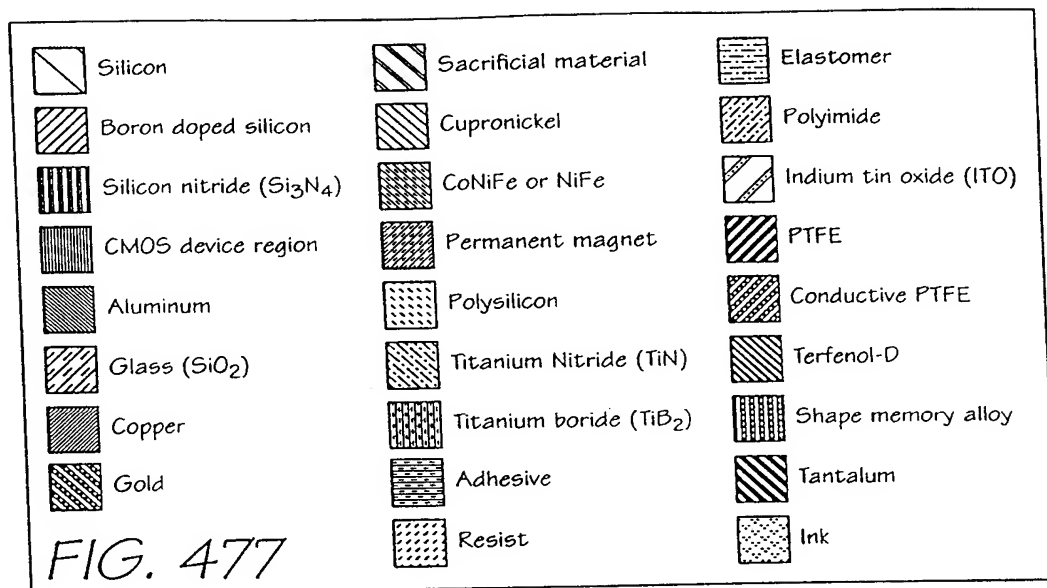 Silicon
Boron doped silicon
Silicon nitride (Si₃N₄)
CMOS device region
Aluminum
Glass (SiO₂)
Copper
Gold
FIG. 477
Sacrificial material
Cupronickel
CoNiFe or NiFe
Permanent magnet
Polysilicon
Titanium Nitride (TiN)
Titanium boride (TiB₂)
Adhesive
Resist
Elastomer
Polyimide
Indium tin oxide (ITO)
PTFE
Conductive PTFE
Terfenol-D
Shape memory alloy
Tantalum
Ink